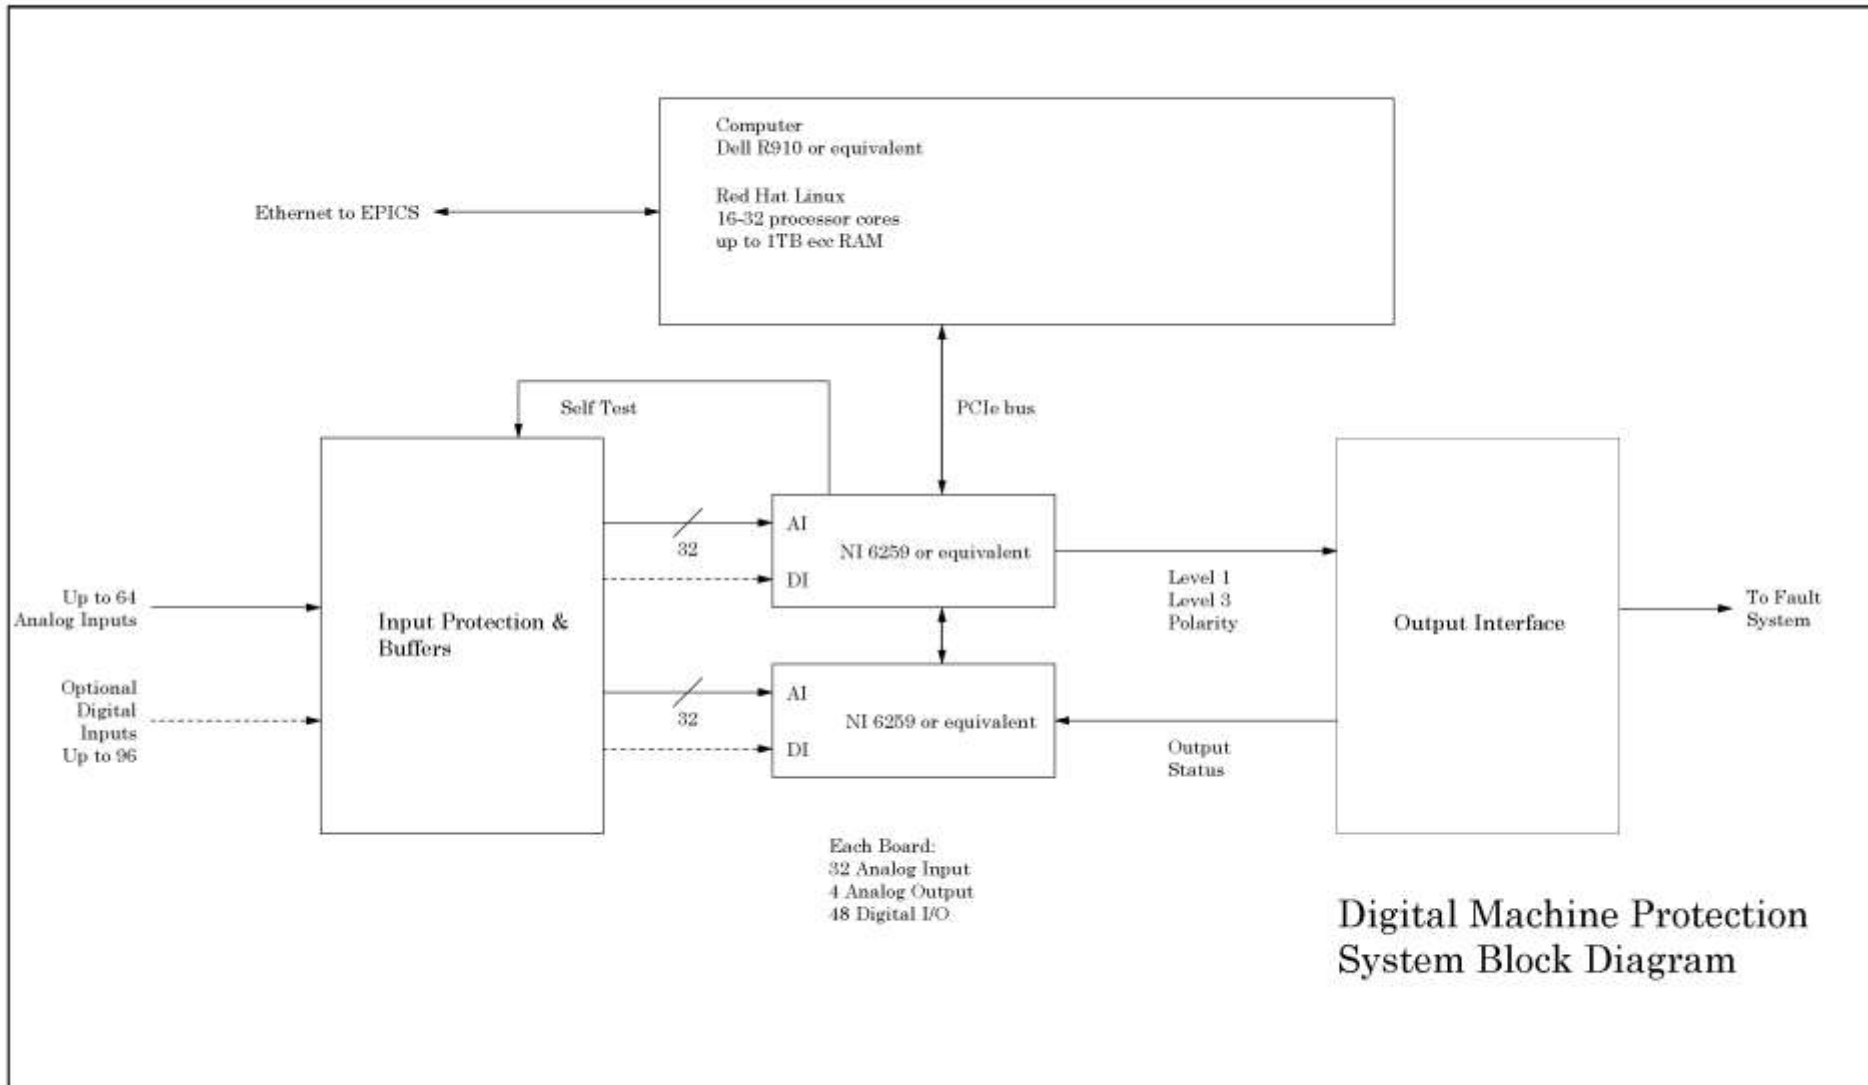 Computer
Dell R910 or equivalent
Red Hat Linux
16-32 processor cores
up to 1TB ecc RAM
Ethernet to EPICS
Self Test
PCIe bus
AI
32
NI 6259 or equivalent
DI
Up to 64
Analog Inputs
Input Protection &
Buffers
Level 1
Level 3
Polarity
Output Interface
To Fault
System
Optional
Digital
Inputs
Up to 96
AI
32
NI 6259 or equivalent
DI
Output
Status
Each Board:
32 Analog Input
4 Analog Output
48 Digital I/O
Digital Machine Protection
System Block Diagram